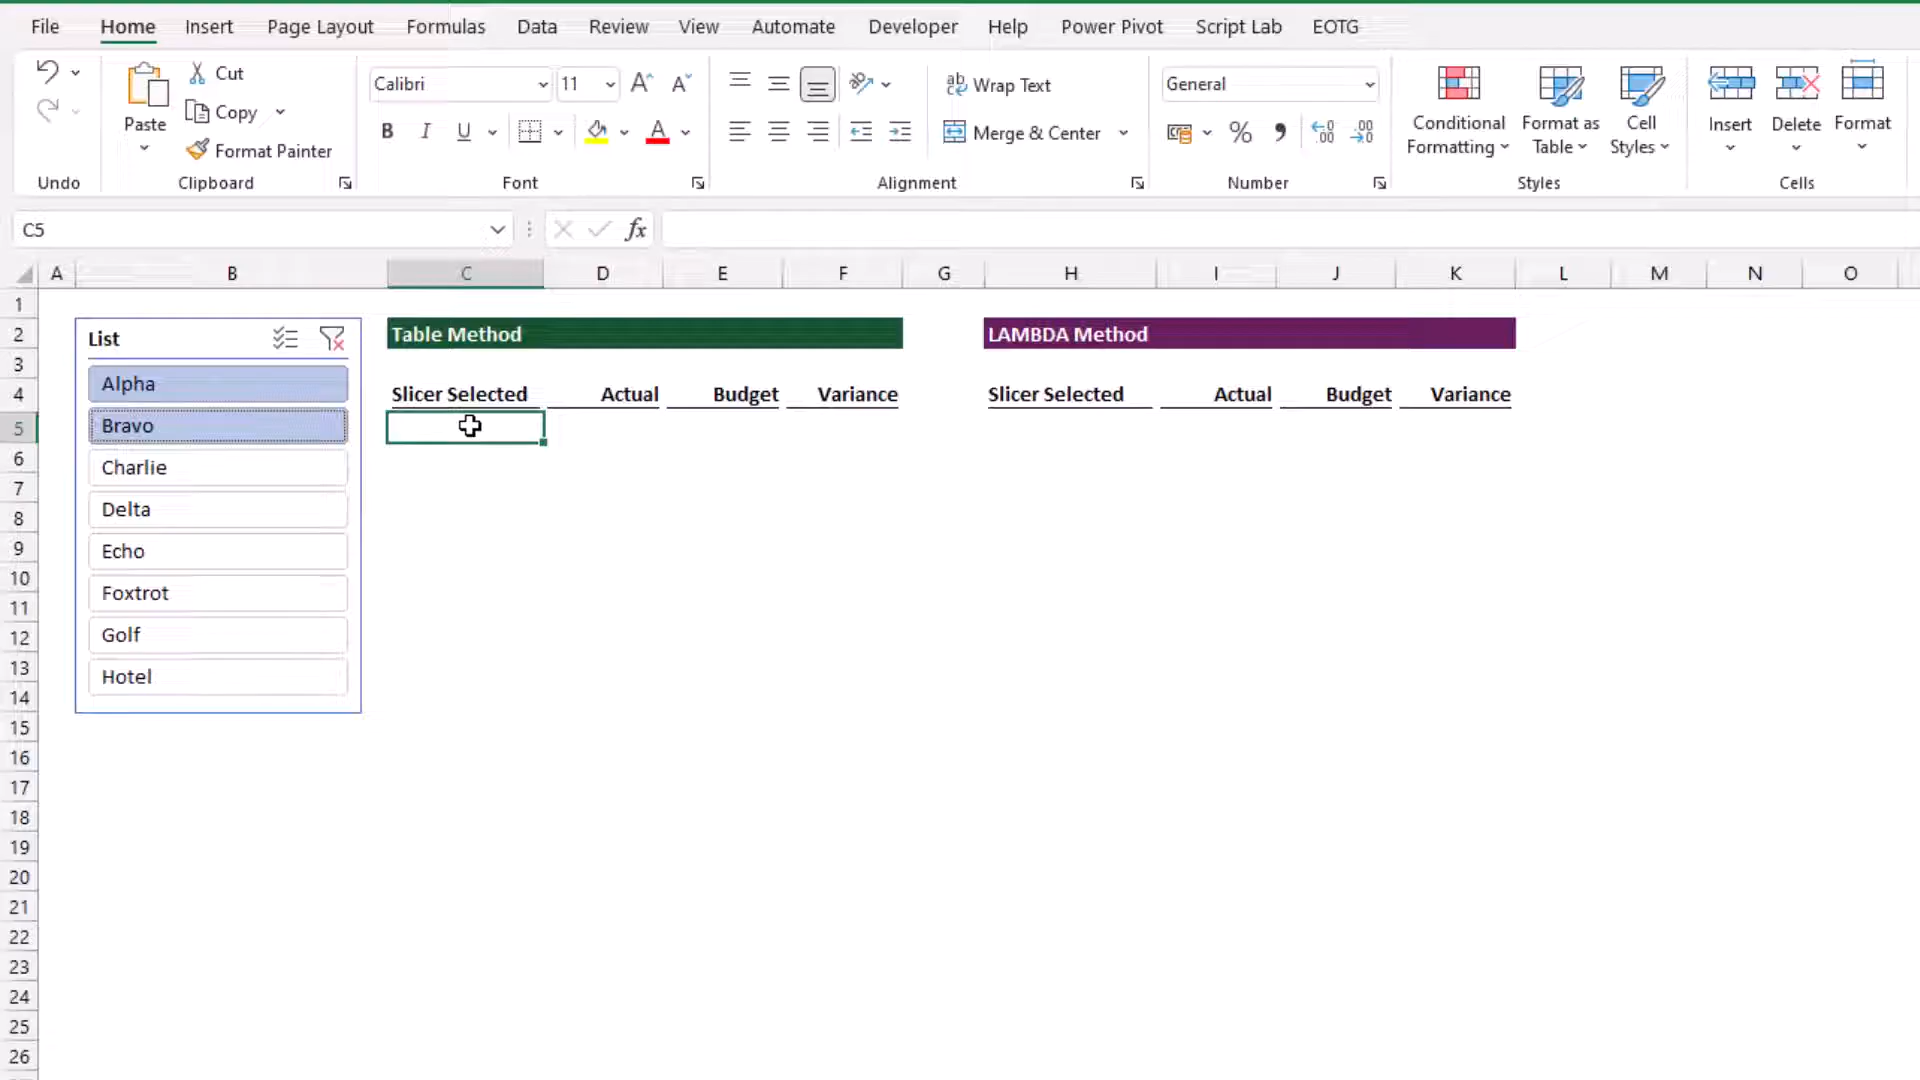 File Home Insert Page Layout Formulas Data Review View Automate Developer Help Power Pivot Script Lab EOTG
Cut
Copy
Format Painter
Paste
Undo
Clipboard
Calibri 11
B I U A
Font
Wrap Text
Merge & Center
Alignment
General
Number
Conditional Formatting
Format as Table
Cell Styles
Styles
Insert Delete Format
Cells
C5 fx
A B C D E F G H I J K L M N O
1
2
3
4
5
6
7
8
9
10
11
12
13
14
15
16
17
18
19
20
21
22
23
24
25
26
List
Alpha
Bravo
Charlie
Delta
Echo
Foxtrot
Golf
Hotel
Table Method
Slicer Selected Actual Budget Variance
LAMBDA Method
Slicer Selected Actual Budget Variance